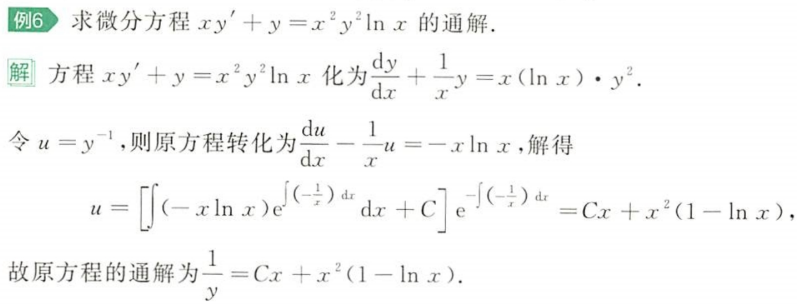 例6 求微分方程 xy′+y=x²y²ln x 的通解.
解 方程 xy′+y=x²y²ln x 化为 dy/dx + (1/x)y = x(ln x)·y².
令 u=y⁻¹,则原方程转化为 du/dx − (1/x)u = −x ln x,解得
u = [∫(−x ln x)e^{∫(−1/x)dx} dx + C] e^{−∫(−1/x)dx} = Cx + x²(1−ln x),
故原方程的通解为 1/y = Cx + x²(1−ln x).